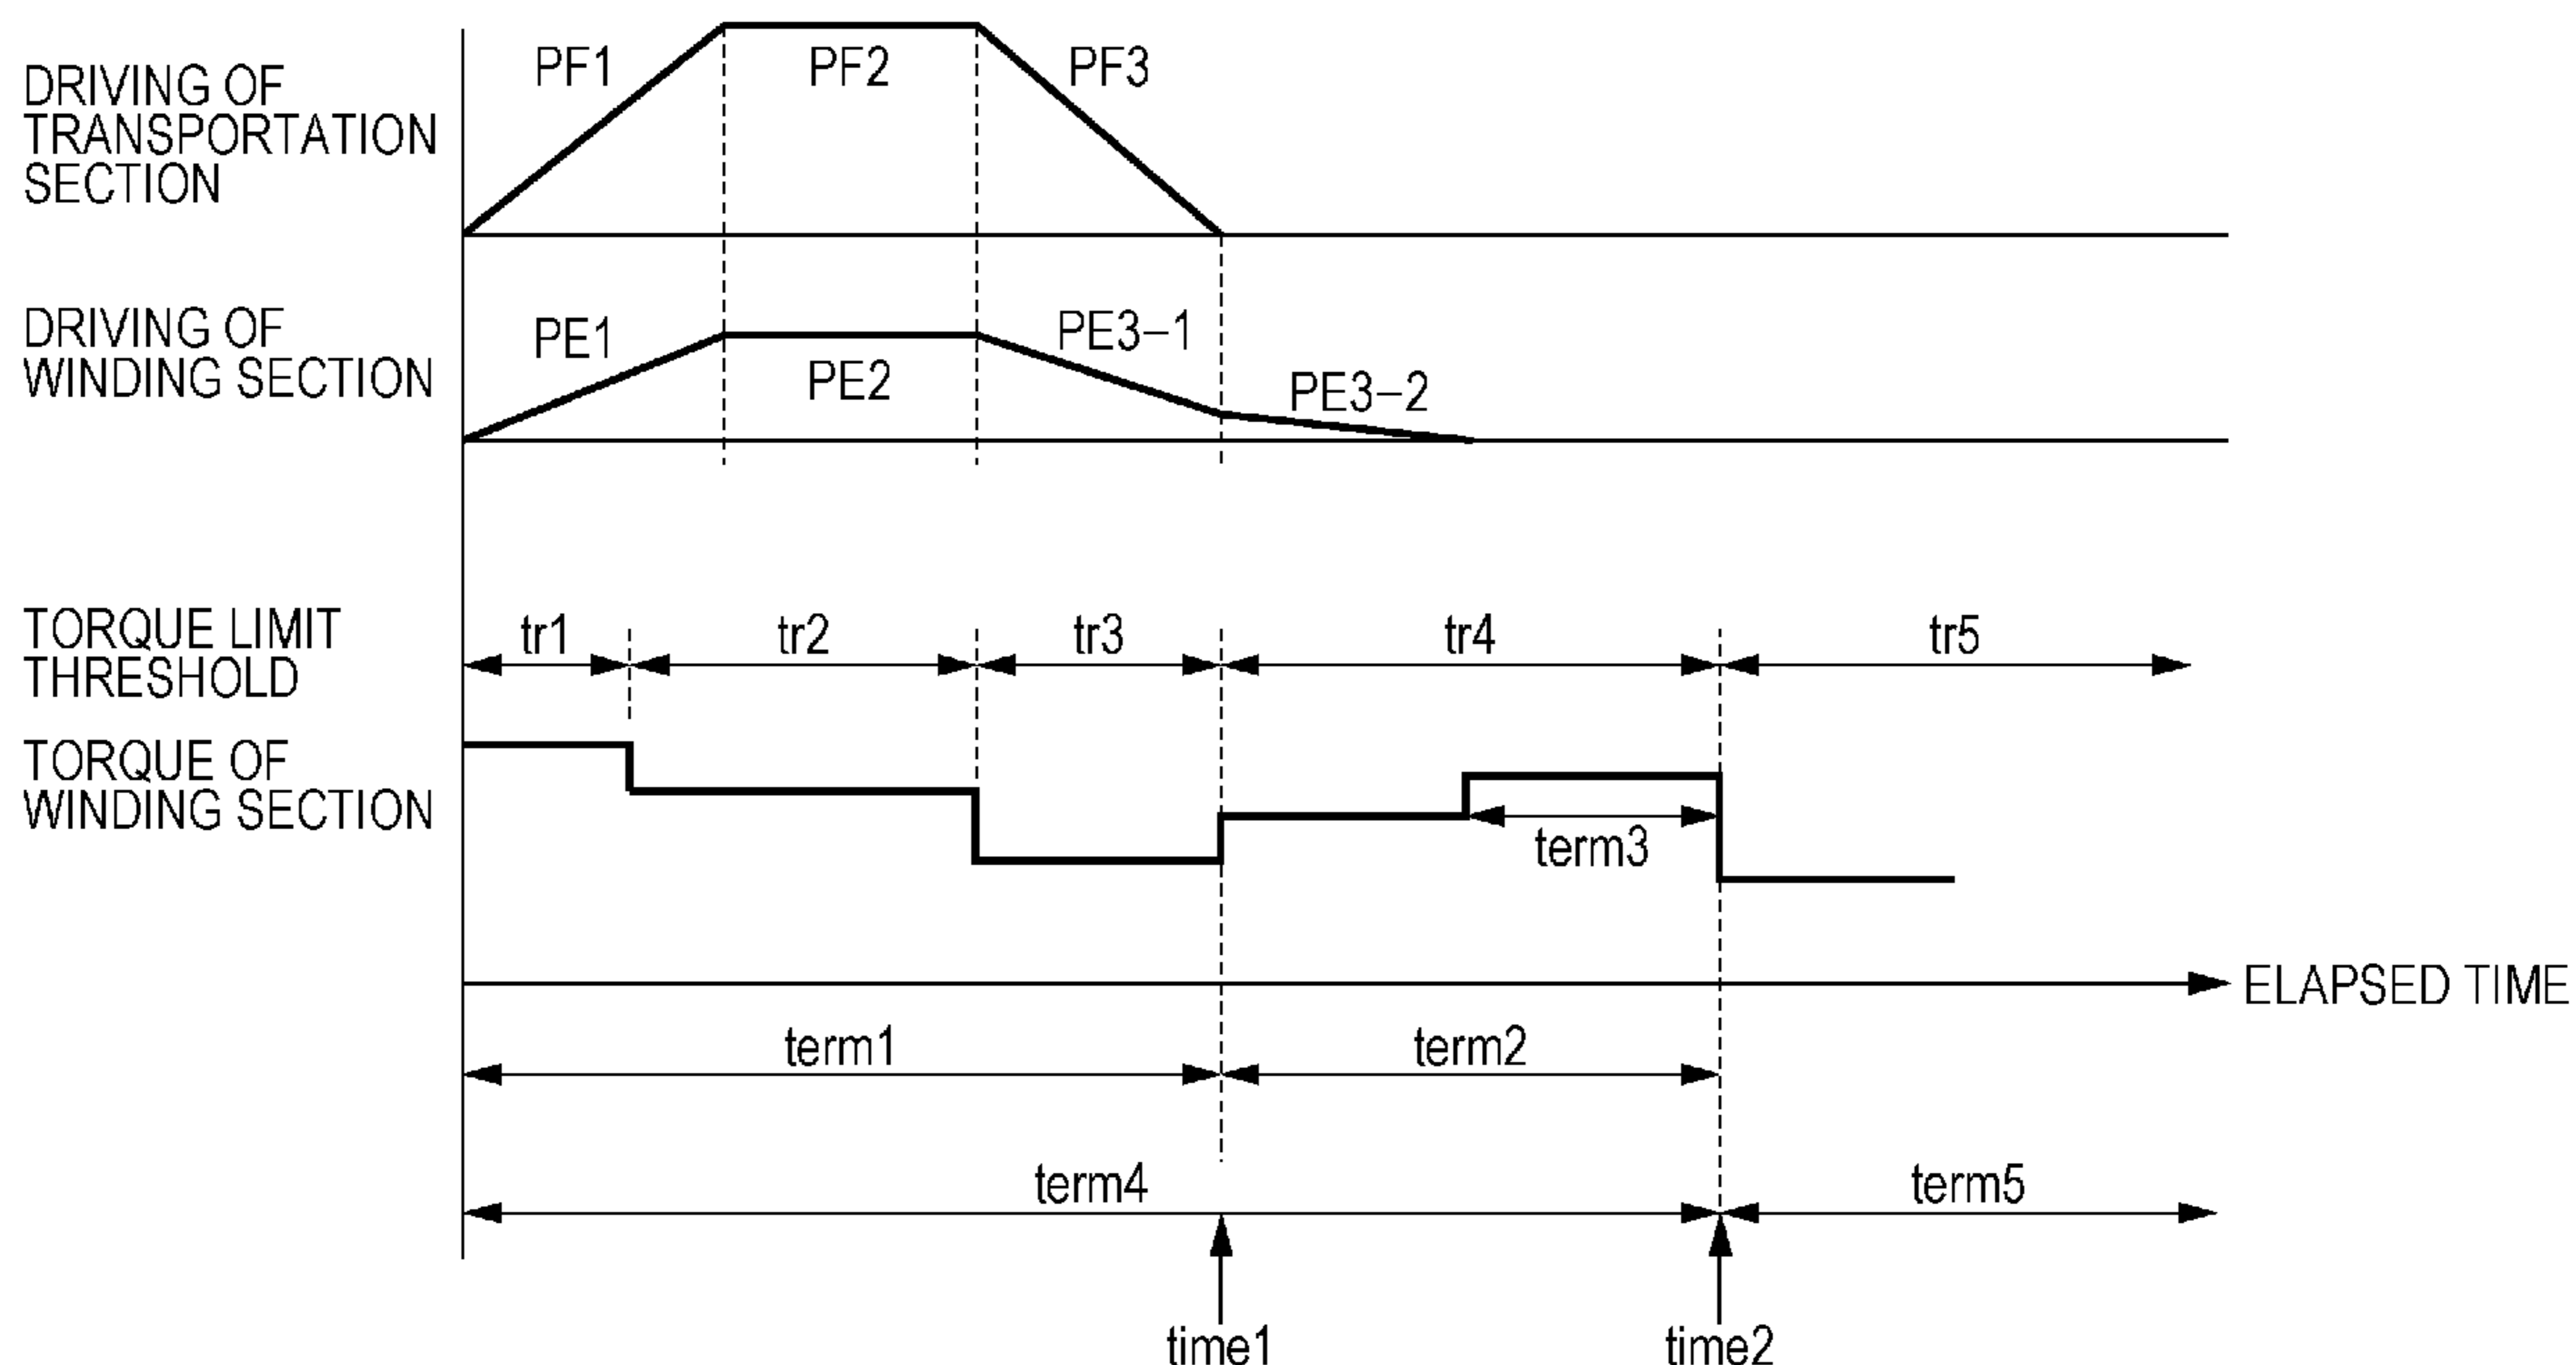 PF1
PF2
PF3
DRIVING OF
TRANSPORTATION
SECTION
DRIVING OF
WINDING SECTION
PE1
PE2
PE3–1
PE3–2
TORQUE LIMIT
THRESHOLD
tr1
tr2
tr3
tr4
tr5
TORQUE OF
WINDING SECTION
term3
ELAPSED TIME
term1
term2
term4
term5
time1
time2